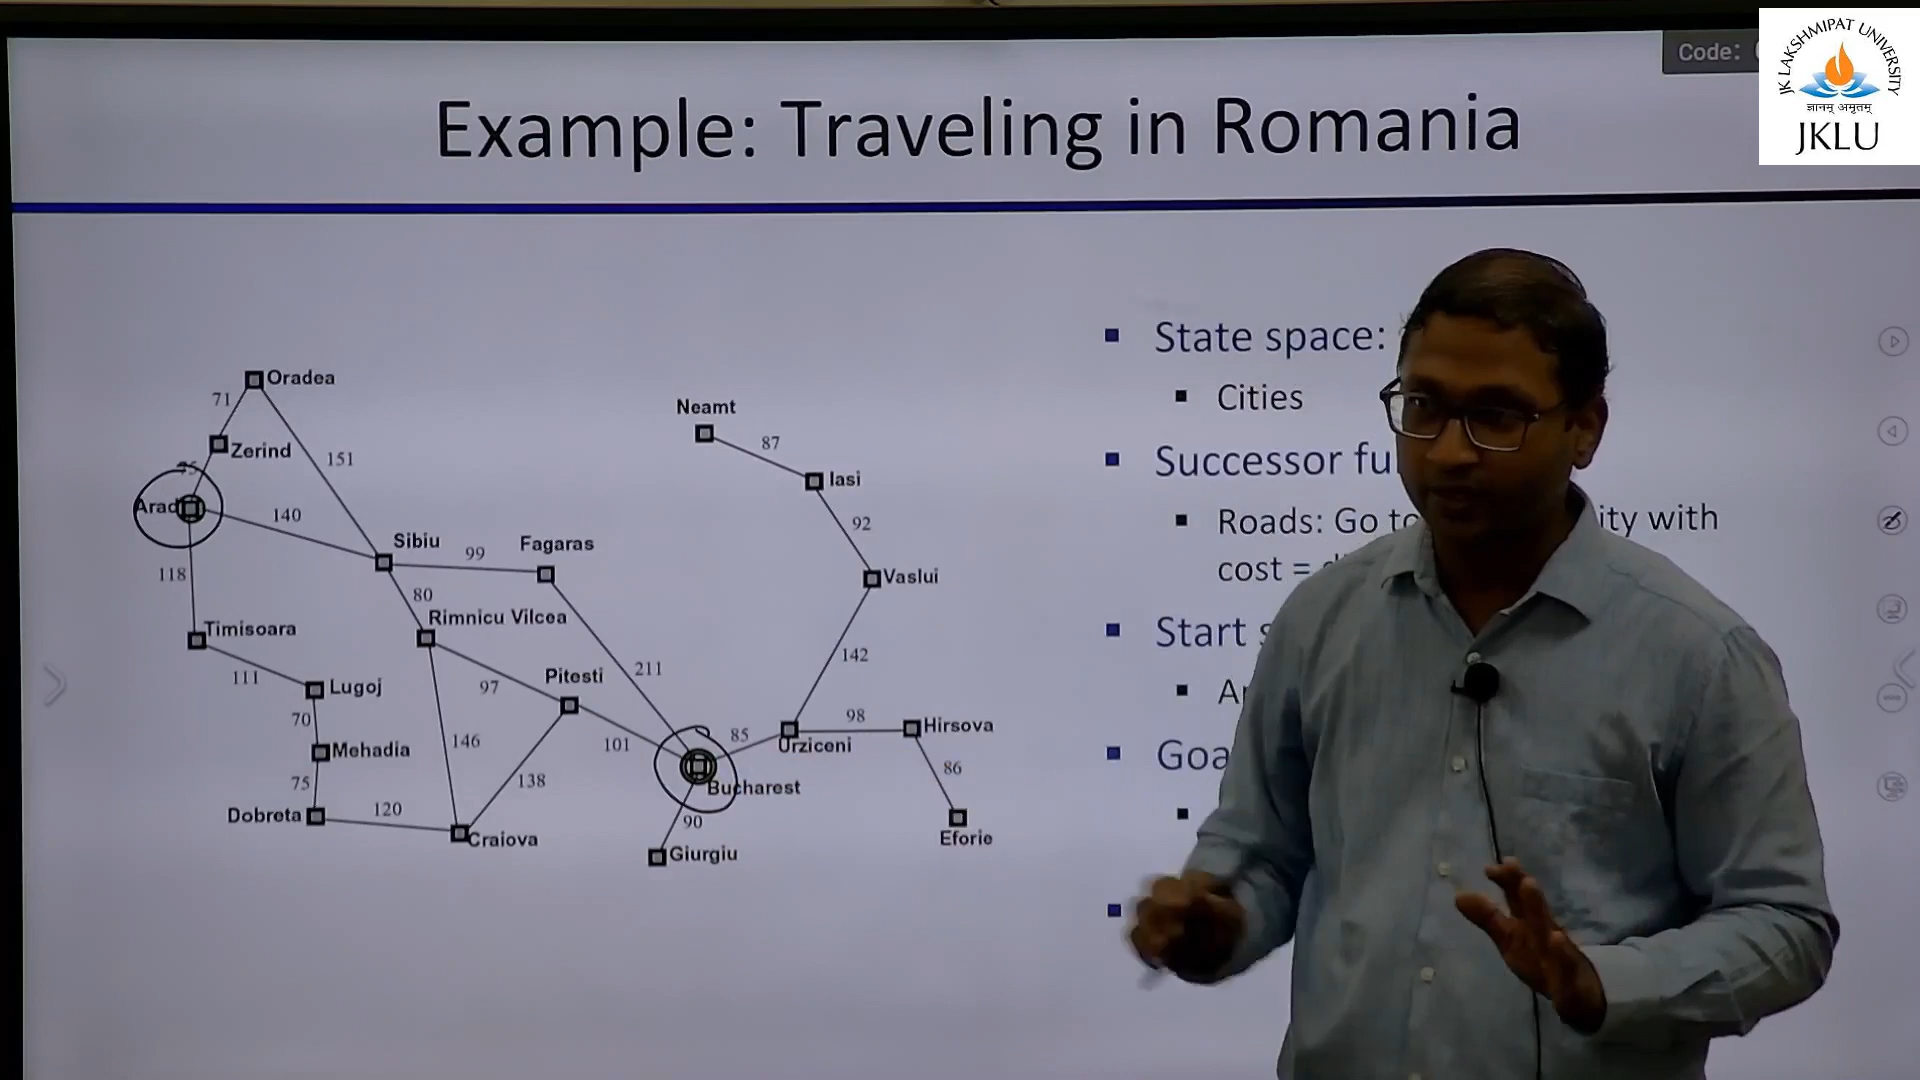 Code:
JK LAKSHMIPAT UNIVERSITY
ज्ञानम् अमृतम्
JKLU
Example: Traveling in Romania
Oradea
71
Zerind
151
75
Arad
140
118
Sibiu
99
Fagaras
80
Rimnicu Vilcea
Timisoara
111
Lugoj
70
Mehadia
75
Dobreta
120
Craiova
146
138
97
Pitesti
211
101
Bucharest
90
Giurgiu
85
Urziceni
Neamt
87
Iasi
92
Vaslui
142
98
Hirsova
86
Eforie
State space:
Cities
Successor fu
Roads: Go to ity with
cost =
Start s
A
Goa